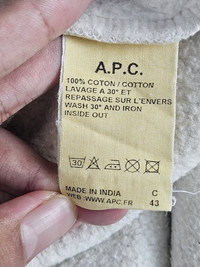 A.P.C.
100% COTON / COTTON
LAVAGE A 30° ET
REPASSAGE SUR L'ENVERS
WASH 30° AND IRON
INSIDE OUT
30°
MADE IN INDIA C
WEB :WWW.APC.FR 43